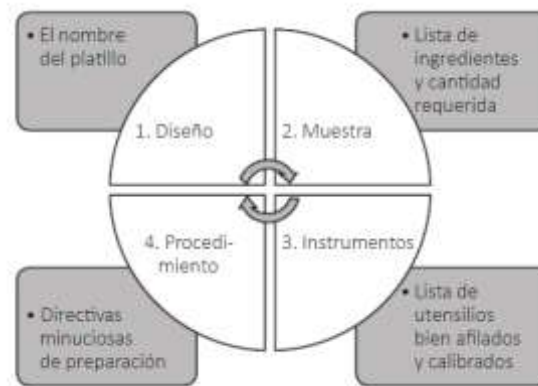 • El nombre
del platillo
• Lista de
ingredientes
y cantidad
requerida
1. Diseño
2. Muestra
4. Procedi-
miento
3. Instrumentos
• Directivas
minuciosas
de preparación
• Lista de
utensilios
bien afilados
y calibrados